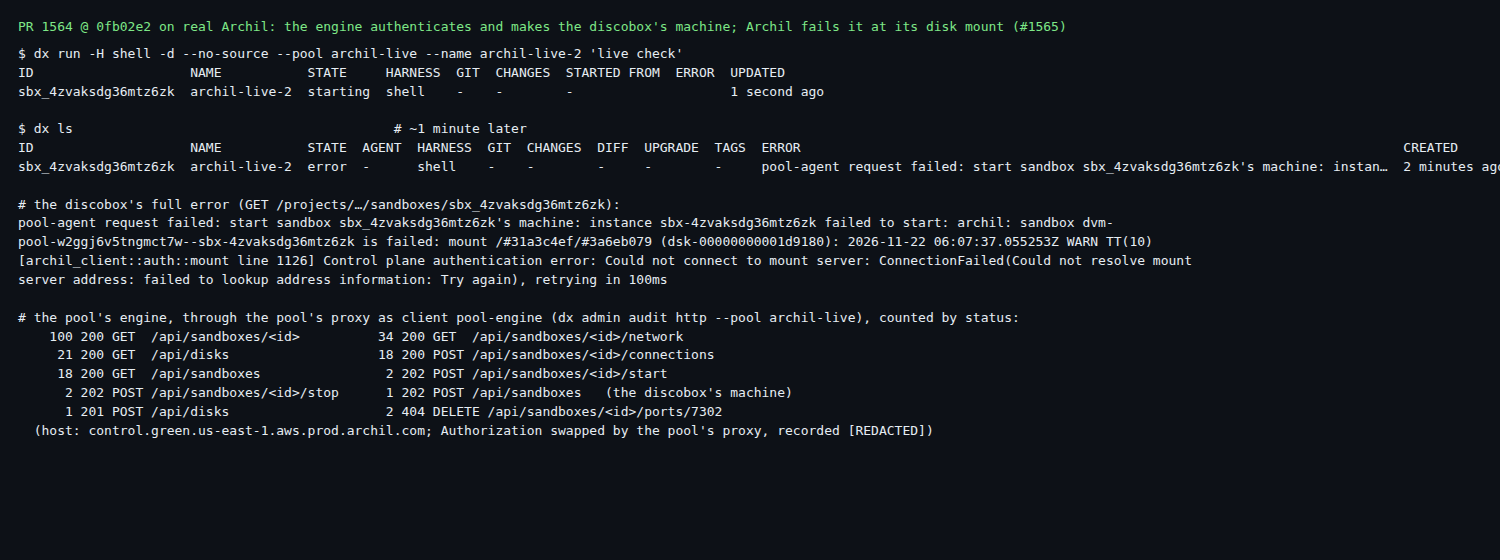 PR 1564 @ 0fb02e2 on real Archil: the engine authenticates and makes the discobox's machine; Archil fails it at its disk mount (#1565)
$ dx run -H shell -d --no-source --pool archil-live --name archil-live-2 'live check'
ID                    NAME           STATE     HARNESS  GIT  CHANGES  STARTED FROM  ERROR  UPDATED
sbx_4zvaksdg36mtz6zk  archil-live-2  starting  shell    -    -        -                    1 second ago
$ dx ls                                         # ~1 minute later
ID                    NAME           STATE  AGENT  HARNESS  GIT  CHANGES  DIFF  UPGRADE  TAGS  ERROR                                                                             CREATED
sbx_4zvaksdg36mtz6zk  archil-live-2  error  -      shell    -    -        -     -        -     pool-agent request failed: start sandbox sbx_4zvaksdg36mtz6zk's machine: instan…  2 minutes ago
# the discobox's full error (GET /projects/…/sandboxes/sbx_4zvaksdg36mtz6zk):
pool-agent request failed: start sandbox sbx_4zvaksdg36mtz6zk's machine: instance sbx-4zvaksdg36mtz6zk failed to start: archil: sandbox dvm-
pool-w2ggj6v5tngmct7w--sbx-4zvaksdg36mtz6zk is failed: mount /#31a3c4ef/#3a6eb079 (dsk-00000000001d9180): 2026-11-22 06:07:37.055253Z WARN TT(10)
[archil_client::auth::mount line 1126] Control plane authentication error: Could not connect to mount server: ConnectionFailed(Could not resolve mount
server address: failed to lookup address information: Try again), retrying in 100ms
# the pool's engine, through the pool's proxy as client pool-engine (dx admin audit http --pool archil-live), counted by status:
    100 200 GET  /api/sandboxes/<id>          34 200 GET  /api/sandboxes/<id>/network
     21 200 GET  /api/disks                   18 200 POST /api/sandboxes/<id>/connections
     18 200 GET  /api/sandboxes                2 202 POST /api/sandboxes/<id>/start
      2 202 POST /api/sandboxes/<id>/stop      1 202 POST /api/sandboxes   (the discobox's machine)
      1 201 POST /api/disks                    2 404 DELETE /api/sandboxes/<id>/ports/7302
  (host: control.green.us-east-1.aws.prod.archil.com; Authorization swapped by the pool's proxy, recorded [REDACTED])